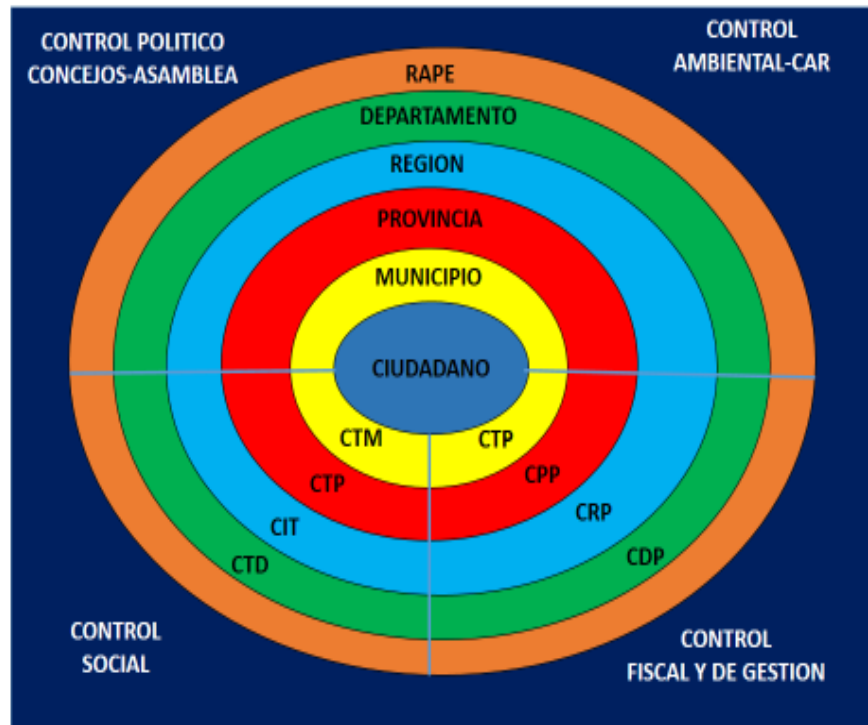 CONTROL POLITICO
CONCEJOS-ASAMBLEA
CONTROL
AMBIENTAL-CAR
RAPE
DEPARTAMENTO
REGION
PROVINCIA
MUNICIPIO
CIUDADANO
CTM
CTP
CTP
CPP
CIT
CRP
CTD
CDP
CONTROL
SOCIAL
CONTROL
FISCAL Y DE GESTION